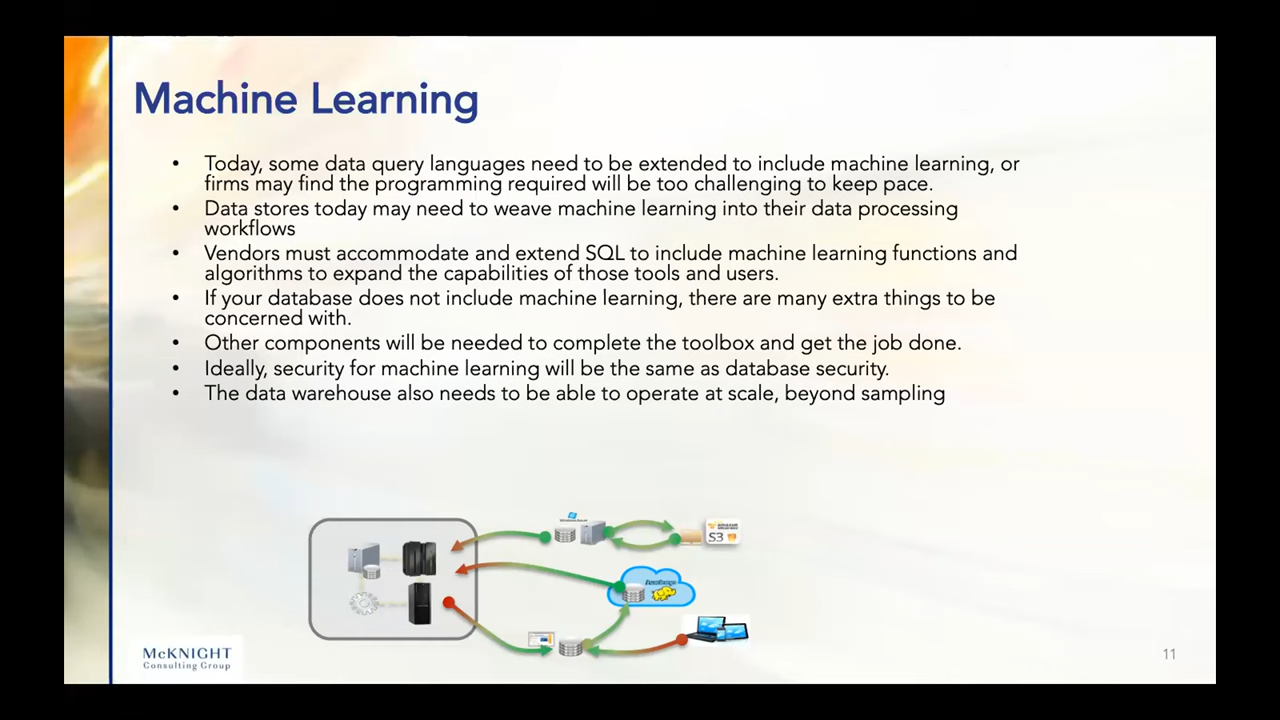 Machine Learning
• Today, some data query languages need to be extended to include machine learning, or
firms may find the programming required will be too challenging to keep pace.
• Data stores today may need to weave machine learning into their data processing
workflows
• Vendors must accommodate and extend SQL to include machine learning functions and
algorithms to expand the capabilities of those tools and users.
• If your database does not include machine learning, there are many extra things to be
concerned with.
• Other components will be needed to complete the toolbox and get the job done.
• Ideally, security for machine learning will be the same as database security.
• The data warehouse also needs to be able to operate at scale, beyond sampling
S3
McKNIGHT
Consulting Group
11